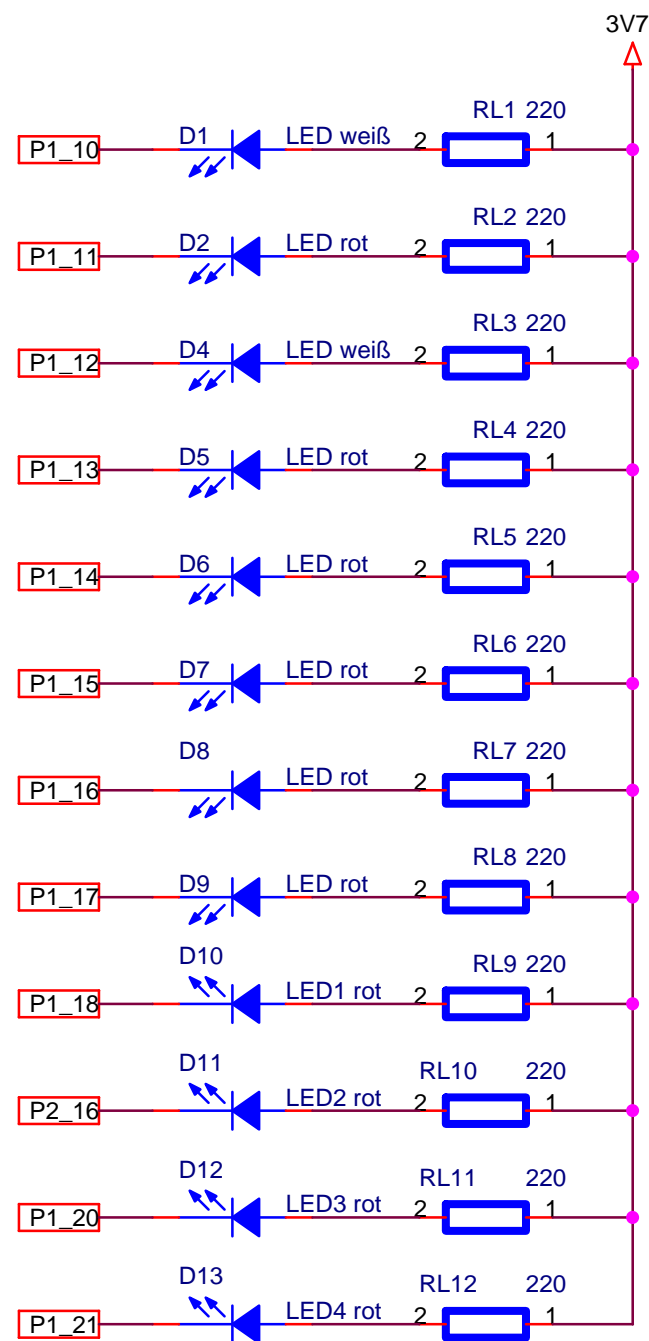 3V7
RL1 220
P1_10 D1 LED weiß 2 1
RL2 220
P1_11 D2 LED rot 2 1
RL3 220
P1_12 D4 LED weiß 2 1
RL4 220
P1_13 D5 LED rot 2 1
RL5 220
P1_14 D6 LED rot 2 1
RL6 220
P1_15 D7 LED rot 2 1
D8 RL7 220
P1_16 LED rot 2 1
RL8 220
P1_17 D9 LED rot 2 1
D10 RL9 220
P1_18 LED1 rot 2 1
D11 RL10 220
P2_16 LED2 rot 2 1
D12 RL11 220
P1_20 LED3 rot 2 1
D13 RL12 220
P1_21 LED4 rot 2 1